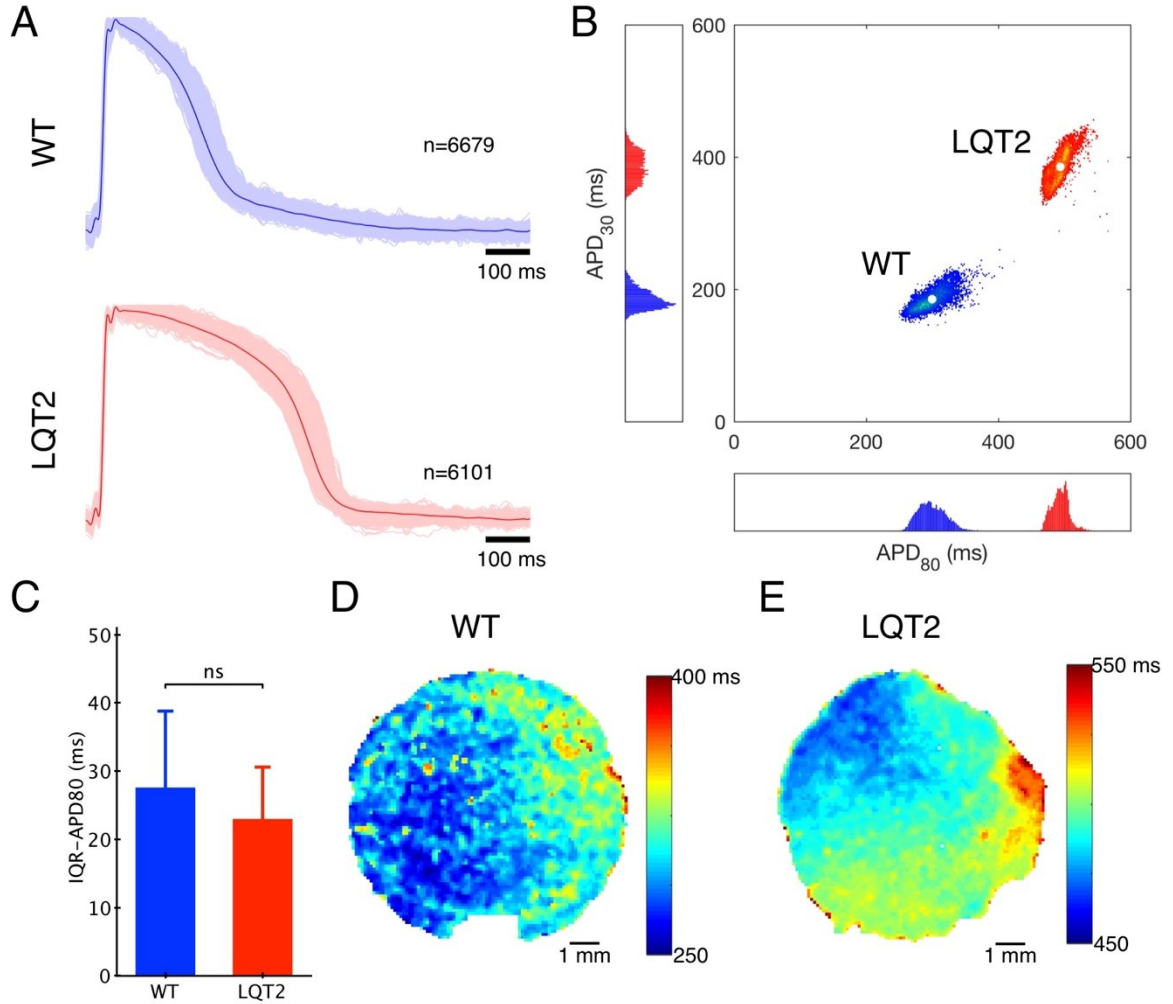 A
WT
n=6679
100 ms
LQT2
n=6101
100 ms
B
600
400
200
0
APD30 (ms)
LQT2
WT
0 200 400 600
APD80 (ms)
C
50
40
30
20
10
0
IQR-APD80 (ms)
ns
WT LQT2
D
WT
400 ms
250
1 mm
E
LQT2
550 ms
450
1 mm